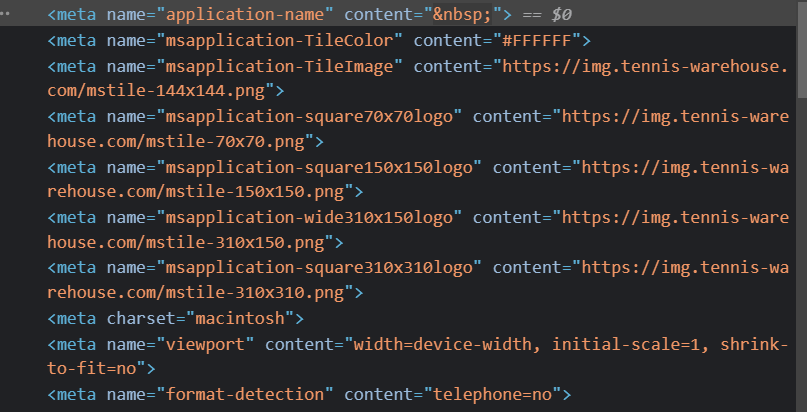 <meta name="application-name" content="&nbsp;"> == $0
<meta name="msapplication-TileColor" content="#FFFFFF">
<meta name="msapplication-TileImage" content="https://img.tennis-warehouse.
com/mstile-144x144.png">
<meta name="msapplication-square70x70logo" content="https://img.tennis-ware
house.com/mstile-70x70.png">
<meta name="msapplication-square150x150logo" content="https://img.tennis-wa
rehouse.com/mstile-150x150.png">
<meta name="msapplication-wide310x150logo" content="https://img.tennis-ware
house.com/mstile-310x150.png">
<meta name="msapplication-square310x310logo" content="https://img.tennis-wa
rehouse.com/mstile-310x310.png">
<meta charset="macintosh">
<meta name="viewport" content="width=device-width, initial-scale=1, shrink-
to-fit=no">
<meta name="format-detection" content="telephone=no">